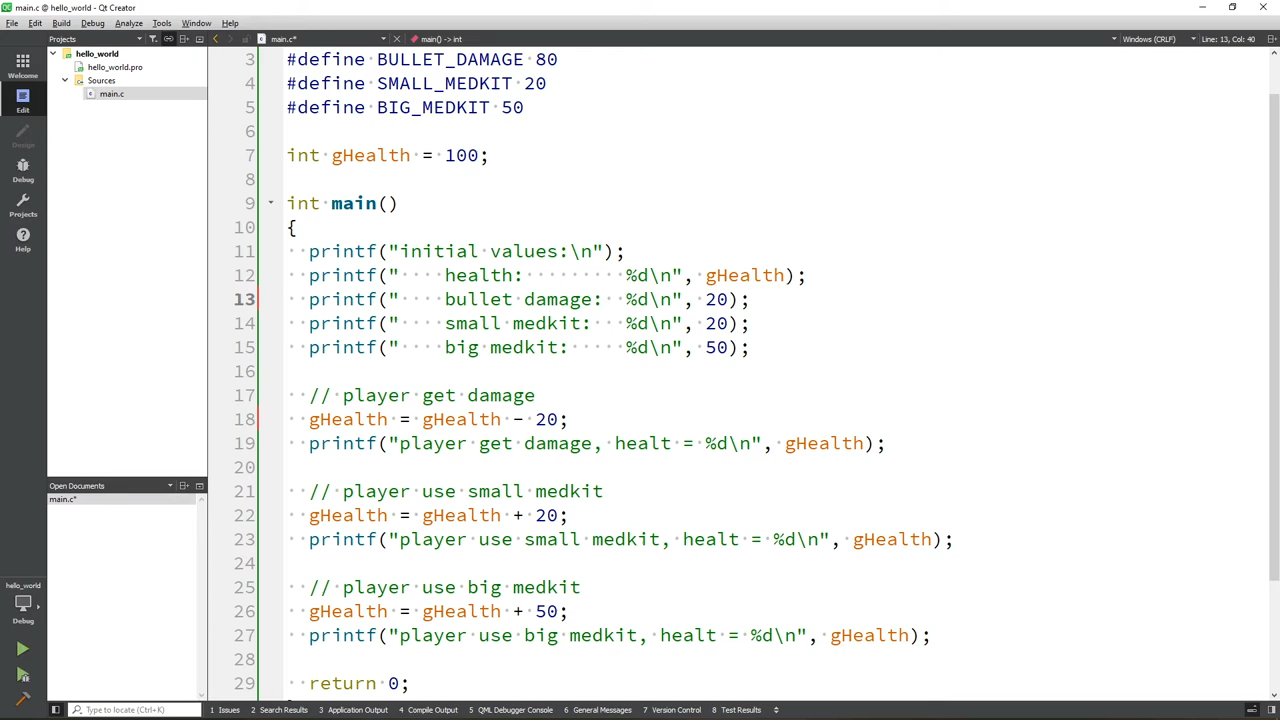 main.c @ hello_world - Qt Creator
File Edit Build Debug Analyze Tools Window Help
Projects main.c* main() -> int Windows (CRLF) Line: 13, Col: 40
Welcome
Edit
Design
Debug
Projects
Help
hello_world
Debug
hello_world
hello_world.pro
Sources
main.c
Open Documents
main.c*
3 #define BULLET_DAMAGE 80
4 #define SMALL_MEDKIT 20
5 #define BIG_MEDKIT 50
6
7 int gHealth = 100;
8
9 int main()
10 {
11   printf("initial values:\n");
12   printf("    health:         %d\n", gHealth);
13   printf("    bullet damage:  %d\n", 20);
14   printf("    small medkit:   %d\n", 20);
15   printf("    big medkit:     %d\n", 50);
16
17   // player get damage
18   gHealth = gHealth - 20;
19   printf("player get damage, healt = %d\n", gHealth);
20
21   // player use small medkit
22   gHealth = gHealth + 20;
23   printf("player use small medkit, healt = %d\n", gHealth);
24
25   // player use big medkit
26   gHealth = gHealth + 50;
27   printf("player use big medkit, healt = %d\n", gHealth);
28
29   return 0;
Type to locate (Ctrl+K) 1 Issues 2 Search Results 3 Application Output 4 Compile Output 5 QML Debugger Console 6 General Messages 7 Version Control 8 Test Results